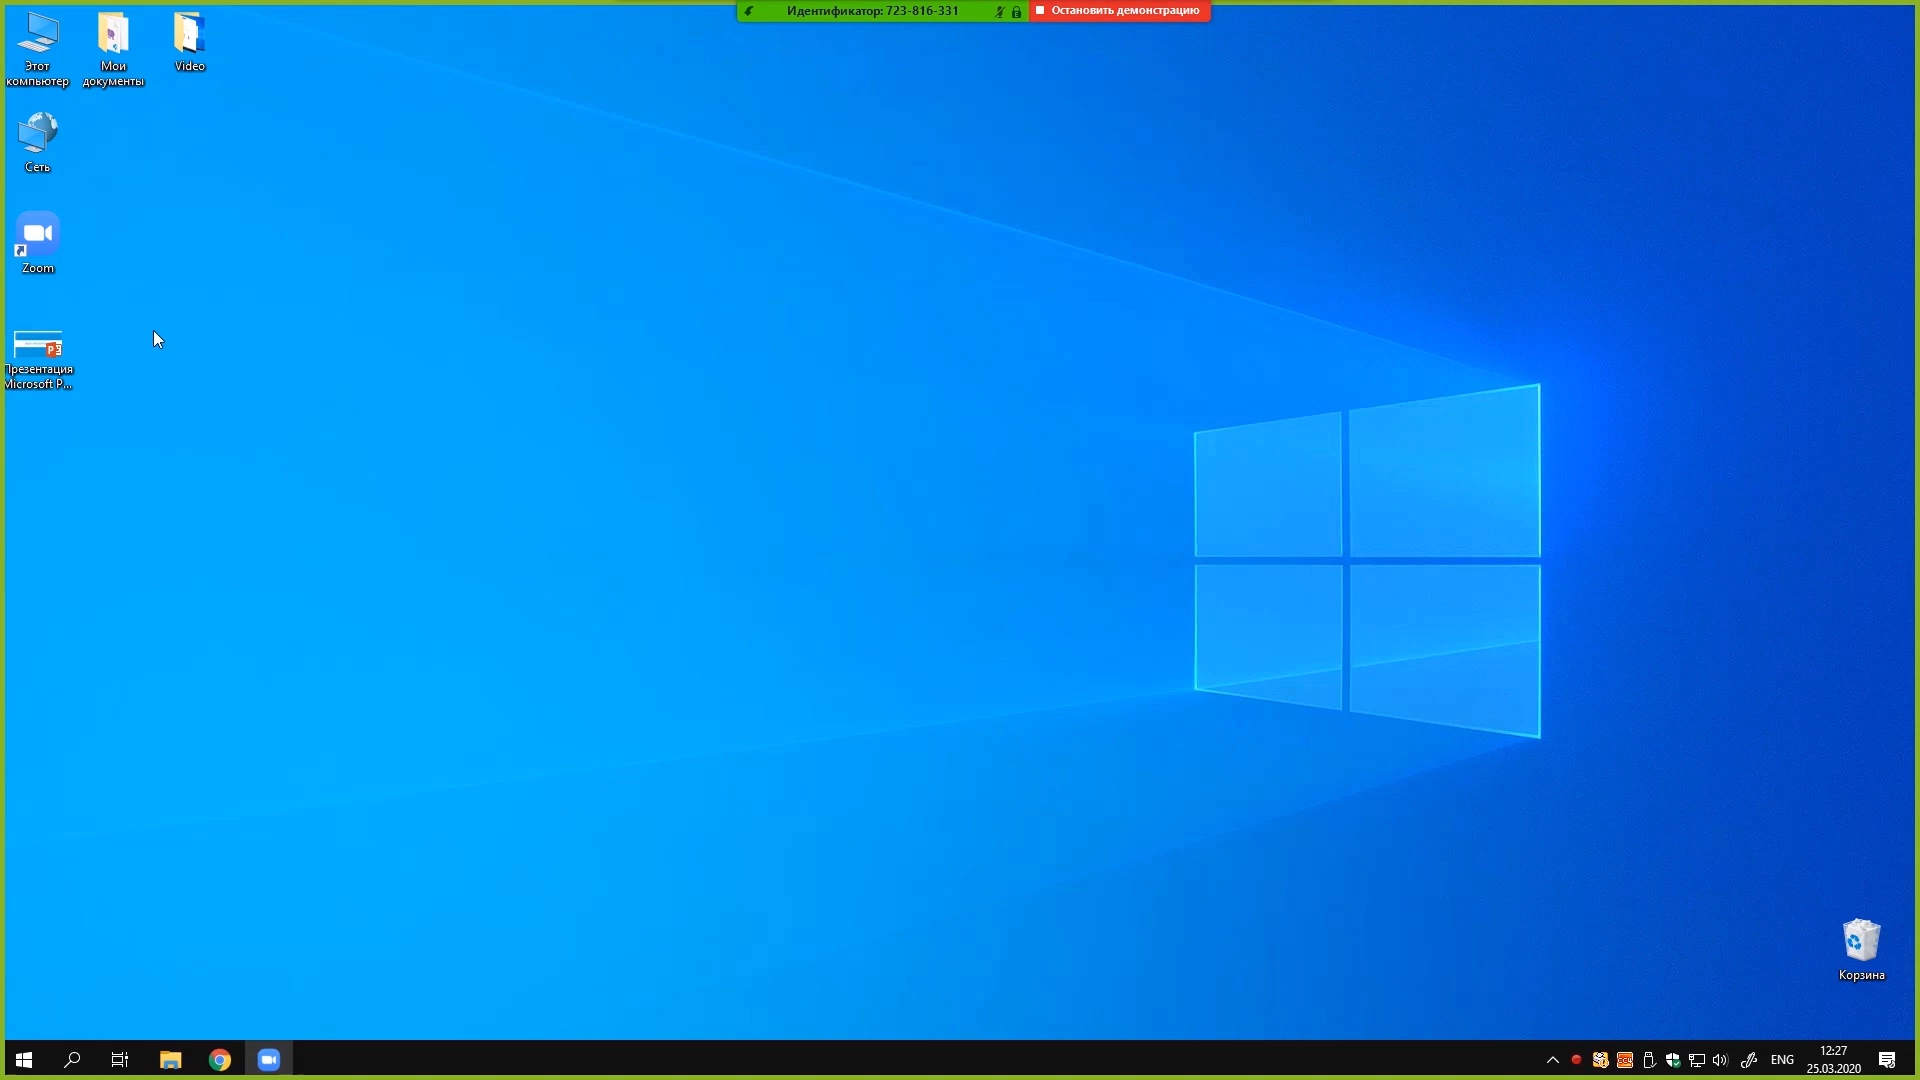 Идентификатор: 723-816-331
Остановить демонстрацию
Этот
компьютер
Мои
документы
Video
Сеть
Zoom
Презентация
Microsoft P...
Корзина
ENG
12:27
25.03.2020